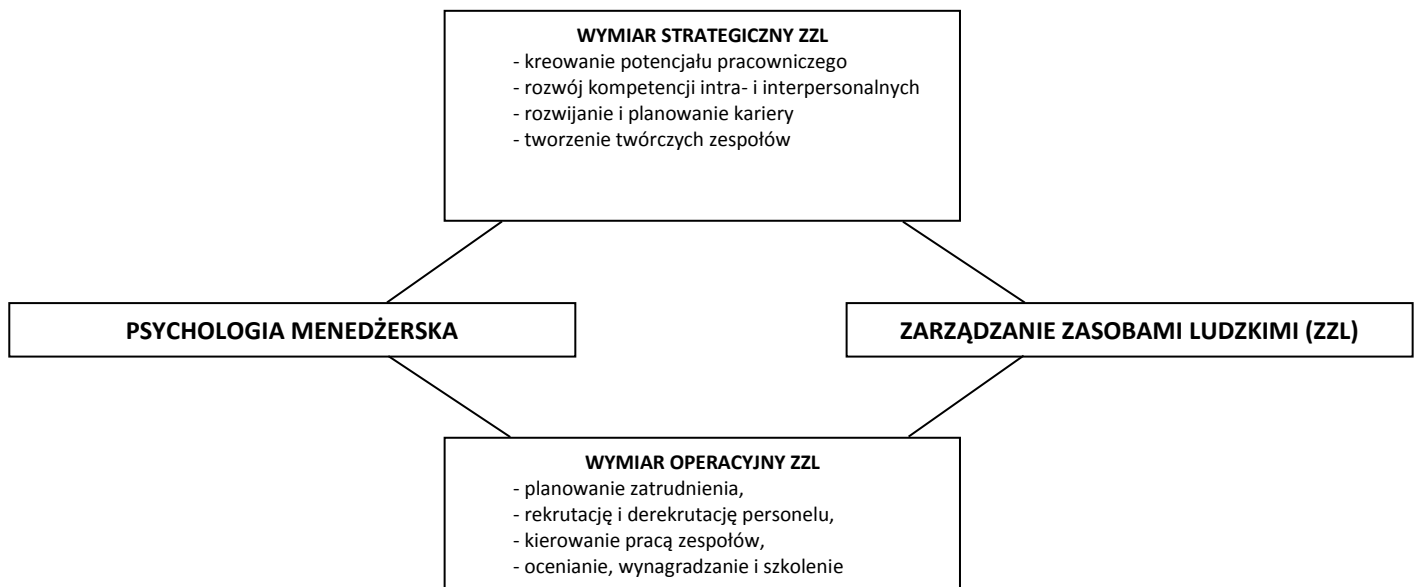 WYMIAR STRATEGICZNY ZZL
- kreowanie potencjału pracowniczego
- rozwój kompetencji intra- i interpersonalnych
- rozwijanie i planowanie kariery
- tworzenie twórczych zespołów
PSYCHOLOGIA MENEDŻERSKA
ZARZĄDZANIE ZASOBAMI LUDZKIMI (ZZL)
WYMIAR OPERACYJNY ZZL
- planowanie zatrudnienia,
- rekrutację i derekrutację personelu,
- kierowanie pracą zespołów,
- ocenianie, wynagradzanie i szkolenie